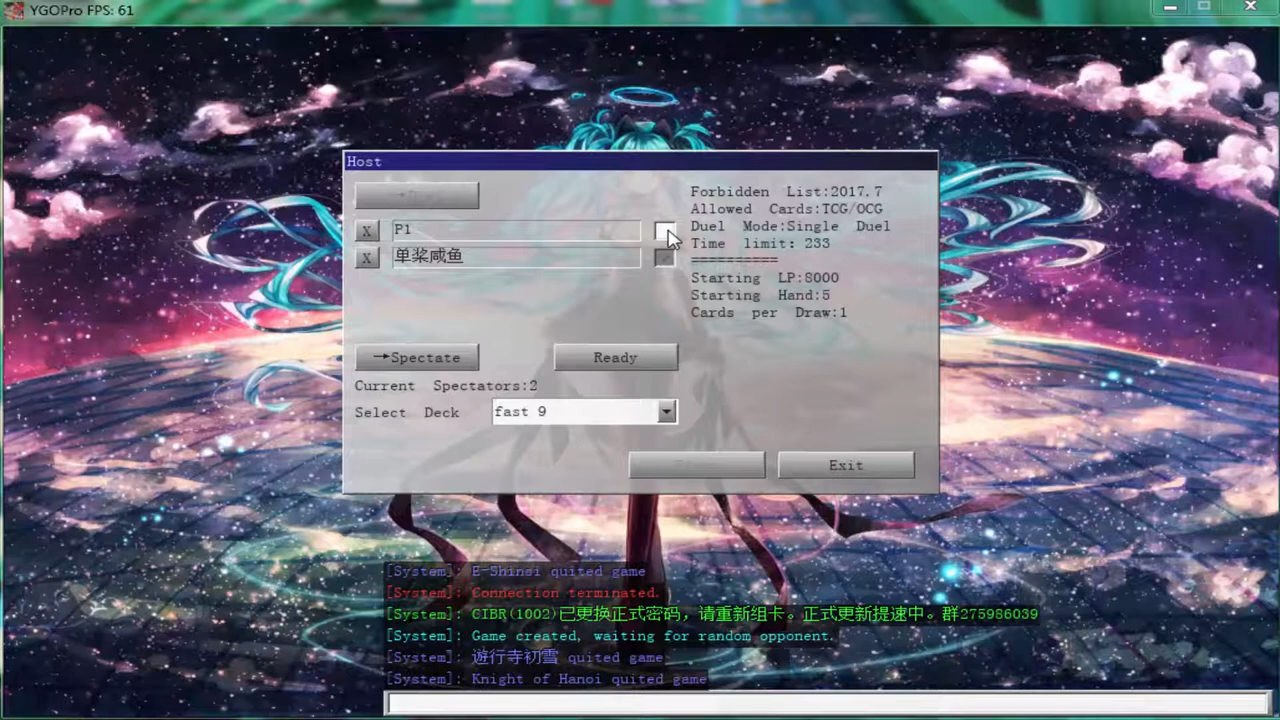 YGOPro FPS: 61
Host
X P1
X 单桨咸鱼
Forbidden List:2017.7
Allowed Cards:TCG/OCG
Duel Mode:Single Duel
Time limit: 233
==========
Starting LP:8000
Starting Hand:5
Cards per Draw:1
→Spectate Ready
Current Spectators:2
Select Deck fast 9
Exit
[System]: E-Shinsi quited game
[System]: Connection terminated.
[System]: GIBR(1002)已更换正式密码，请重新组卡。正式更新提速中。群275986039
[System]: Game created, waiting for random opponent.
[System]: 遊行寺初雪 quited game
[System]: Knight of Hanoi quited game